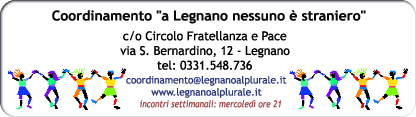 Coordinamento "a Legnano nessuno è straniero"
c/o Circolo Fratellanza e Pace
via S. Bernardino, 12 - Legnano
tel: 0331.548.736
coordinamento@legnanoalplurale.it
www.legnanoalplurale.it
incontri settimanali: mercoledì ore 21